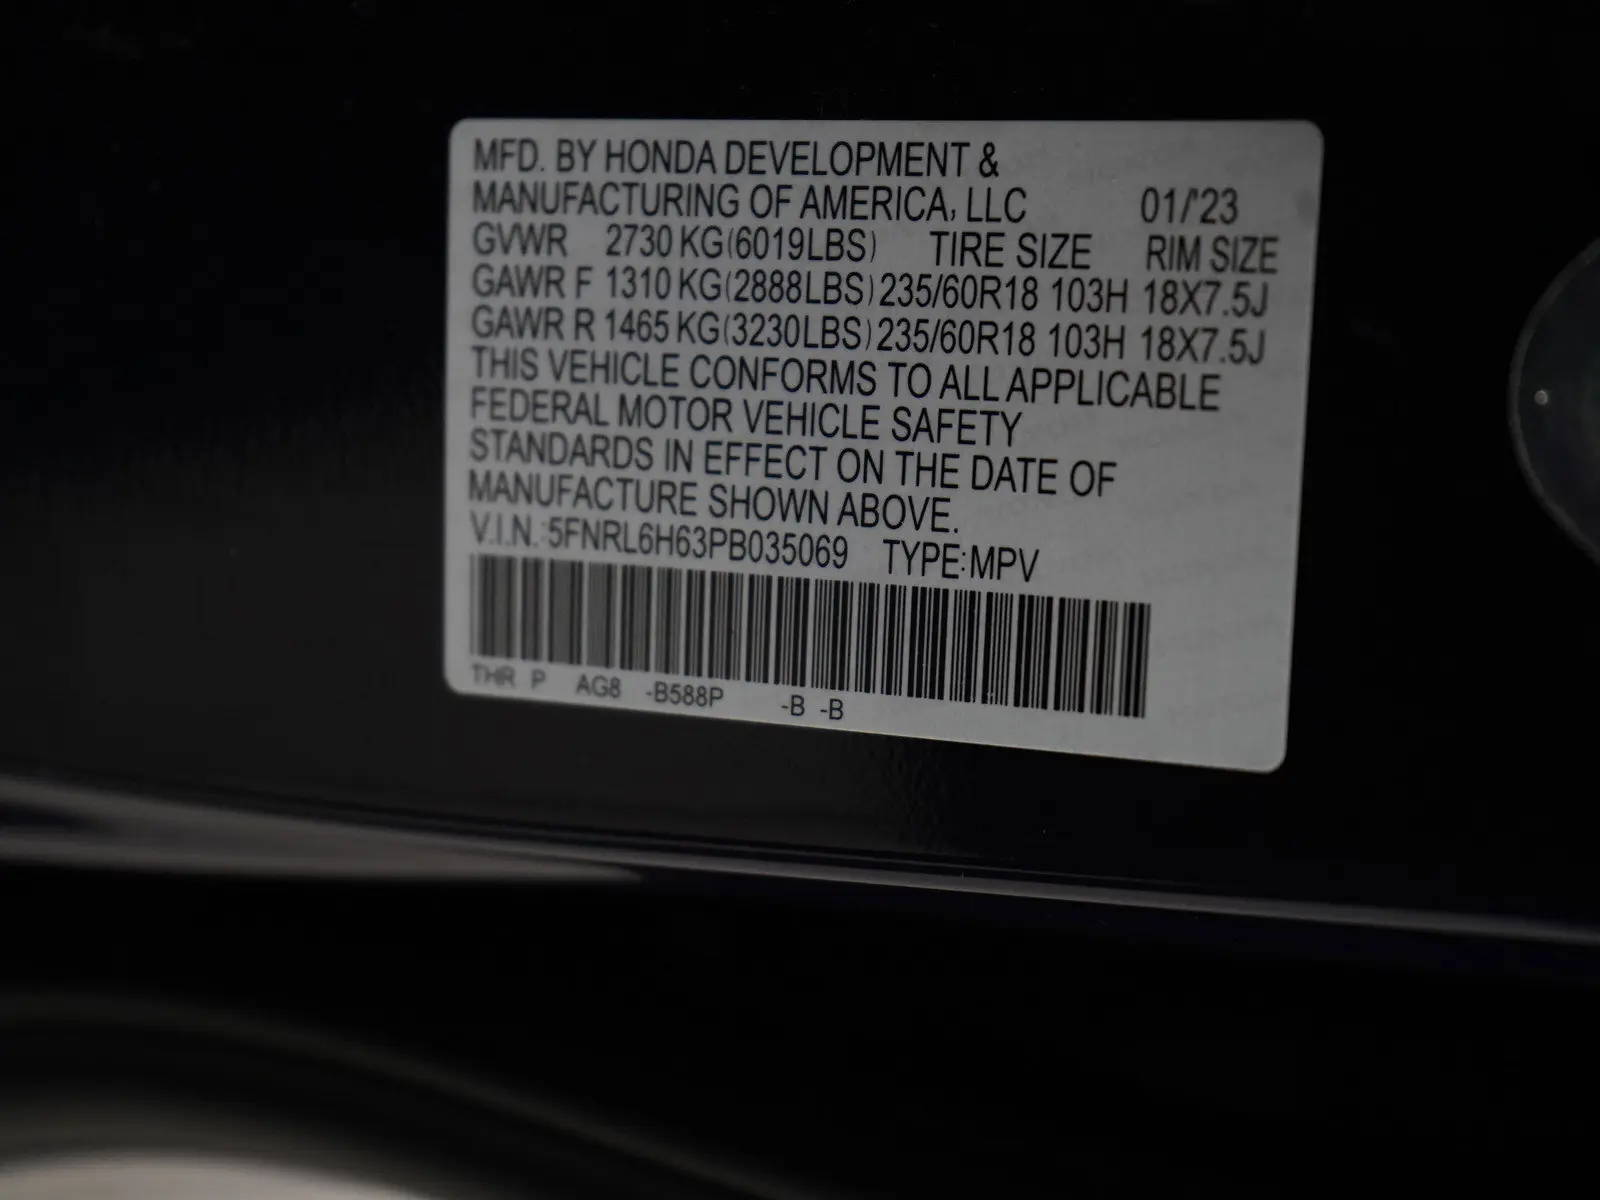 MFD. BY HONDA DEVELOPMENT &
MANUFACTURING OF AMERICA, LLC 01/'23
GVWR 2730 KG(6019LBS) TIRE SIZE RIM SIZE
GAWR F 1310 KG(2888LBS) 235/60R18 103H 18X7.5J
GAWR R 1465 KG(3230LBS) 235/60R18 103H 18X7.5J
THIS VEHICLE CONFORMS TO ALL APPLICABLE
FEDERAL MOTOR VEHICLE SAFETY
STANDARDS IN EFFECT ON THE DATE OF
MANUFACTURE SHOWN ABOVE.
V.I.N.:5FNRL6H63PB035069 TYPE:MPV
THR P AG8 -B588P -B -B